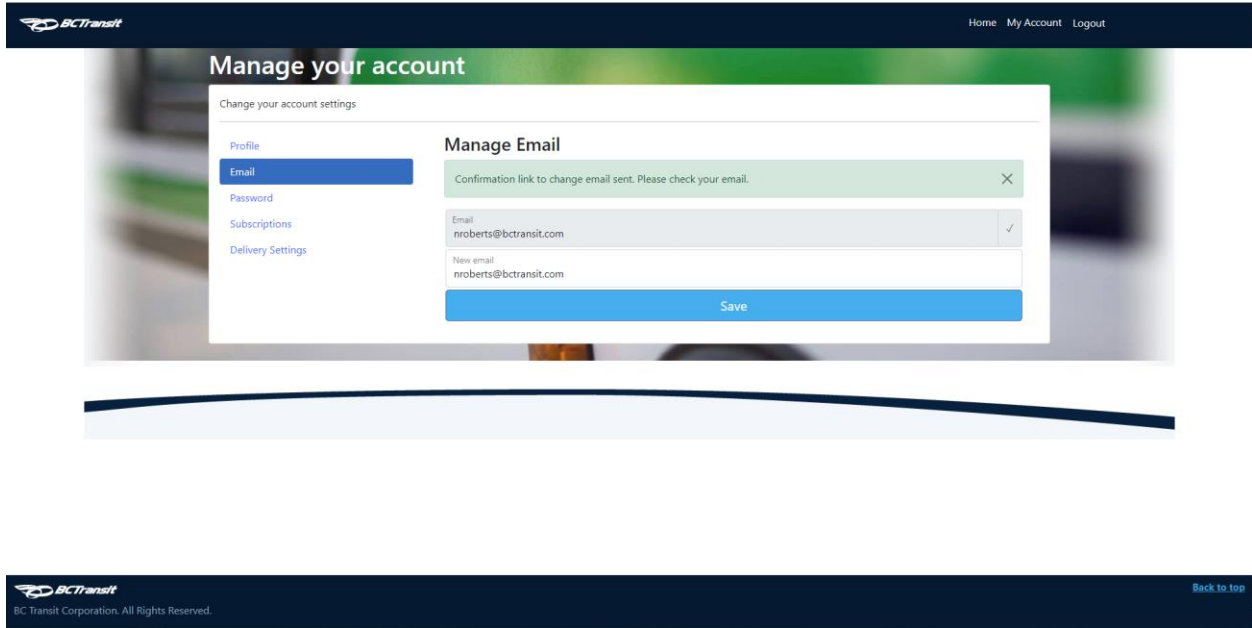 BCTransit
Home My Account Logout
Manage your account
Change your account settings
Profile
Email
Password
Subscriptions
Delivery Settings
Manage Email
Confirmation link to change email sent. Please check your email.
Email
nroberts@bctransit.com
New email
nroberts@bctransit.com
Save
BCTransit
Back to top
BC Transit Corporation. All Rights Reserved.